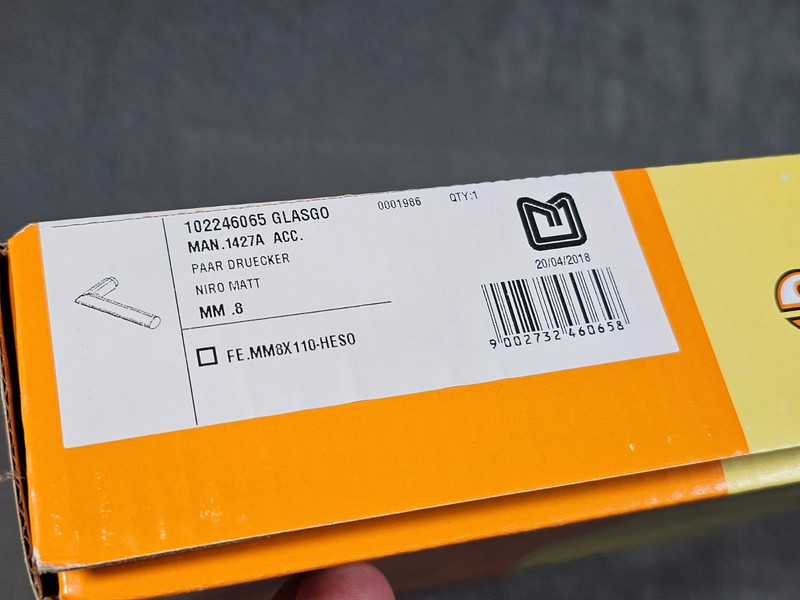 102246065 GLASGO
0001986
QTY:1
MAN.1427A ACC.
PAAR DRUECKER
NIRO MATT
MM .8
FE.MM8X110-HESO
20/04/2018
9 002732 460658